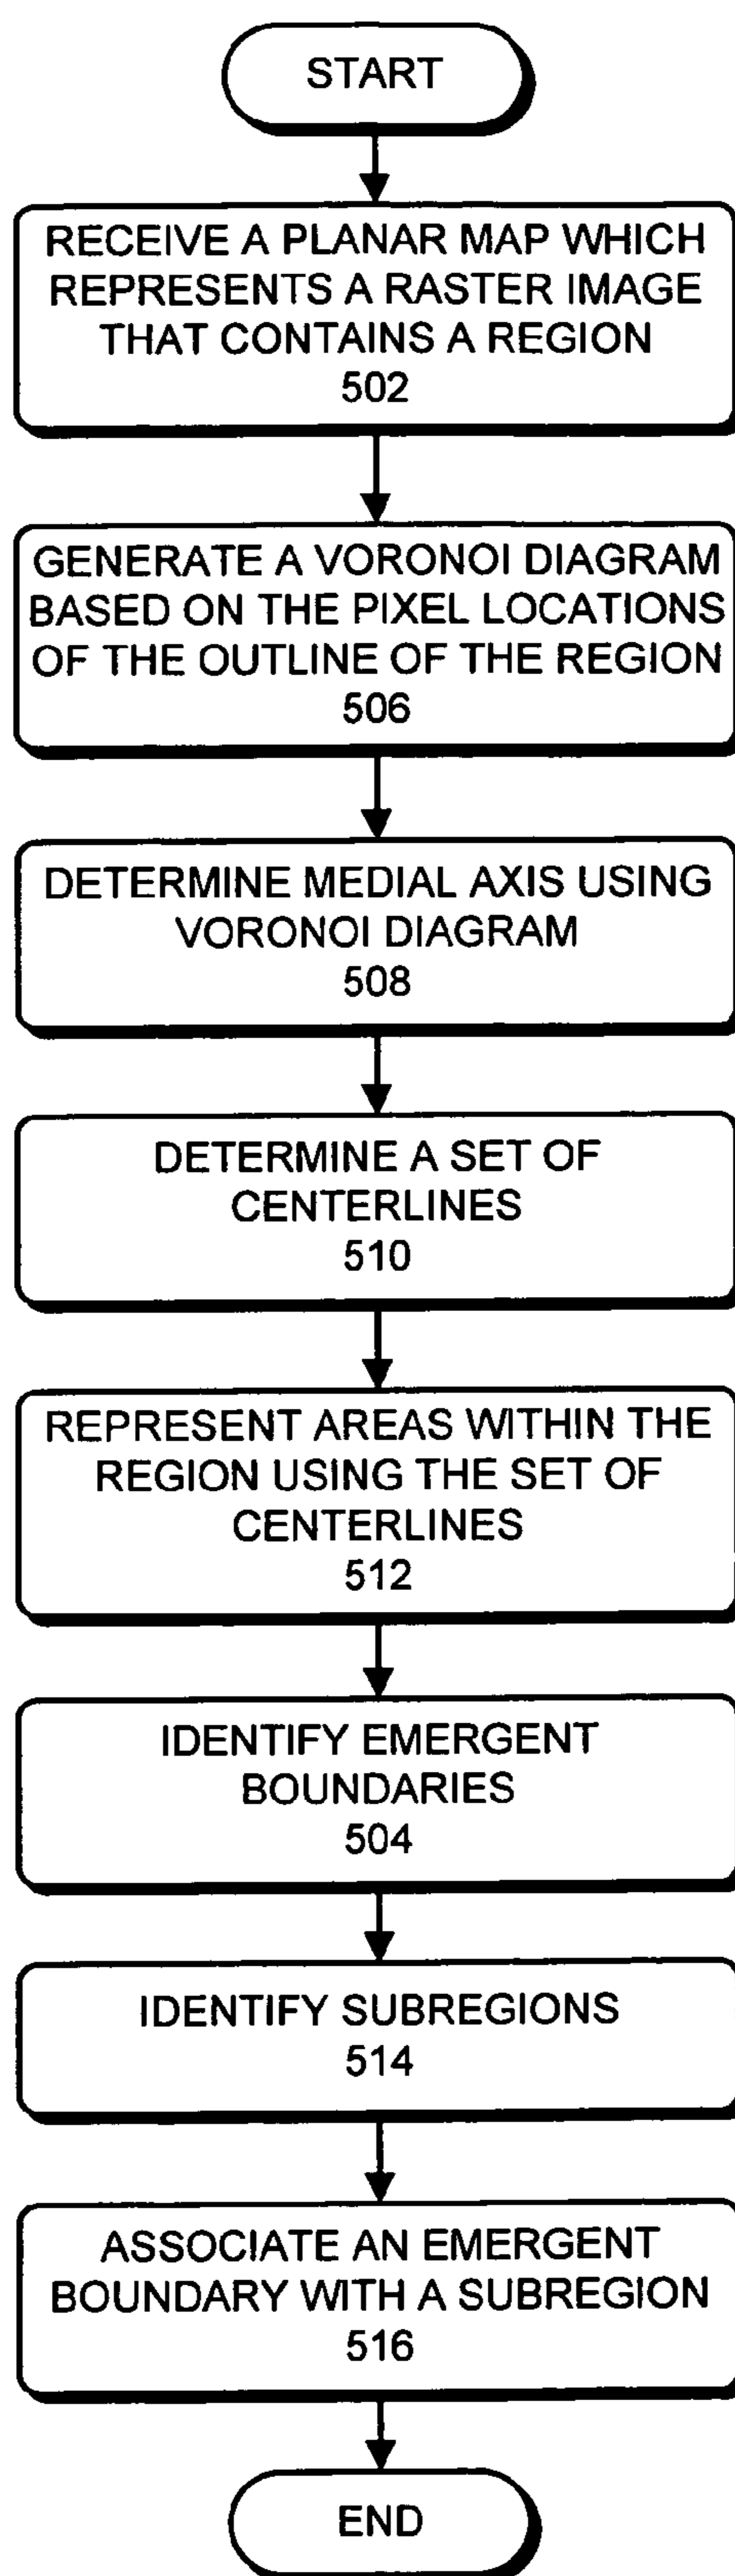 START
RECEIVE A PLANAR MAP WHICH
REPRESENTS A RASTER IMAGE
THAT CONTAINS A REGION
502
GENERATE A VORONOI DIAGRAM
BASED ON THE PIXEL LOCATIONS
OF THE OUTLINE OF THE REGION
506
DETERMINE MEDIAL AXIS USING
VORONOI DIAGRAM
508
DETERMINE A SET OF
CENTERLINES
510
REPRESENT AREAS WITHIN THE
REGION USING THE SET OF
CENTERLINES
512
IDENTIFY EMERGENT
BOUNDARIES
504
IDENTIFY SUBREGIONS
514
ASSOCIATE AN EMERGENT
BOUNDARY WITH A SUBREGION
516
END